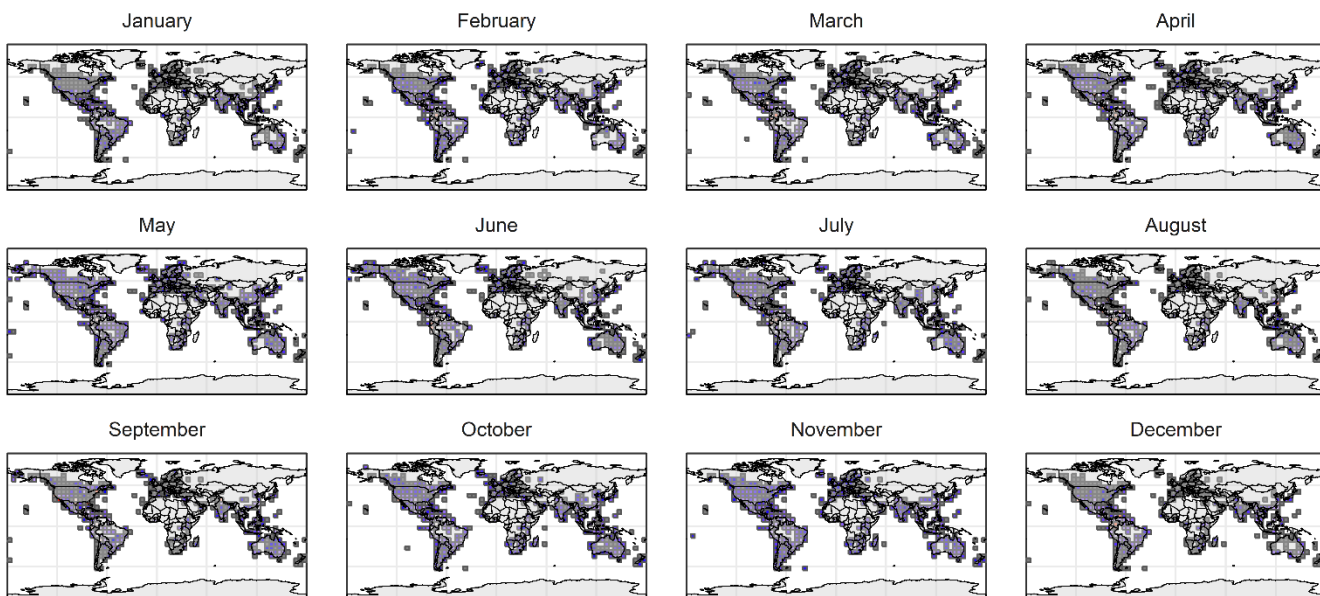 January February March April
May June July August
September October November December